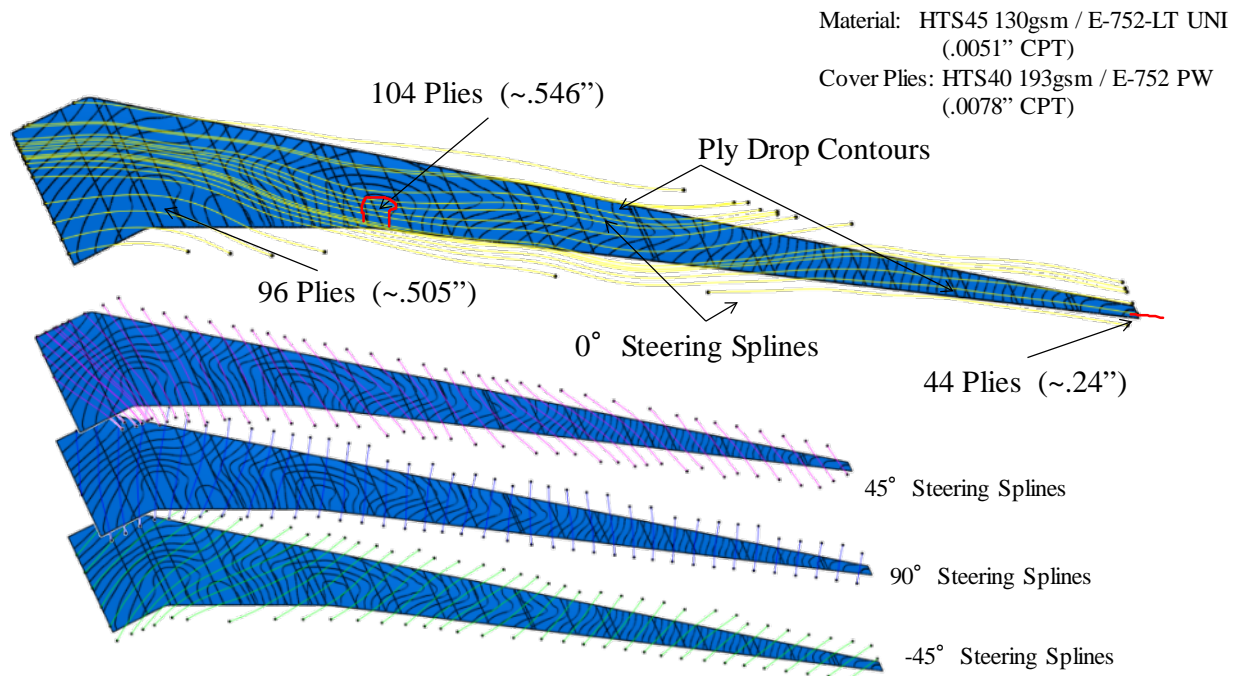 Material: HTS45 130gsm / E-752-LT UNI
(.0051” CPT)
Cover Plies: HTS40 193gsm / E-752 PW
(.0078” CPT)
104 Plies (~.546”)
Ply Drop Contours
96 Plies (~.505”)
0° Steering Splines
44 Plies (~.24”)
45° Steering Splines
90° Steering Splines
-45° Steering Splines